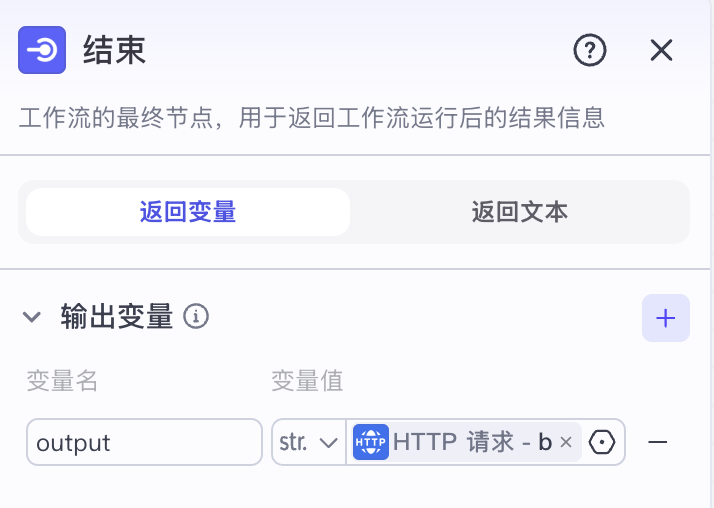 结束
工作流的最终节点，用于返回工作流运行后的结果信息
返回变量 返回文本
输出变量
变量名 变量值
output str. HTTP HTTP 请求 - b